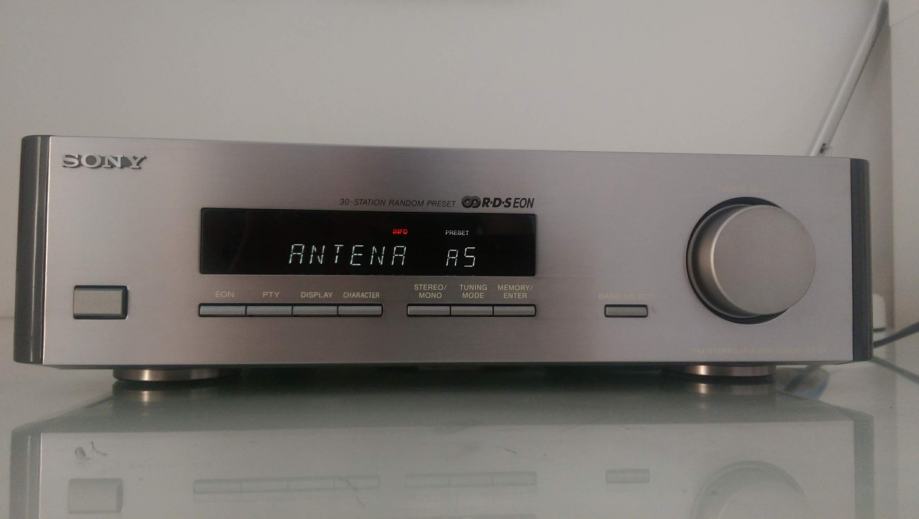 SONY
30-STATION RANDOM PRESET R·D·S EON
INFO PRESET
ANTENA A5
EON PTY DISPLAY CHARACTER
STEREO/
MONO
TUNING
MODE
MEMORY/
ENTER